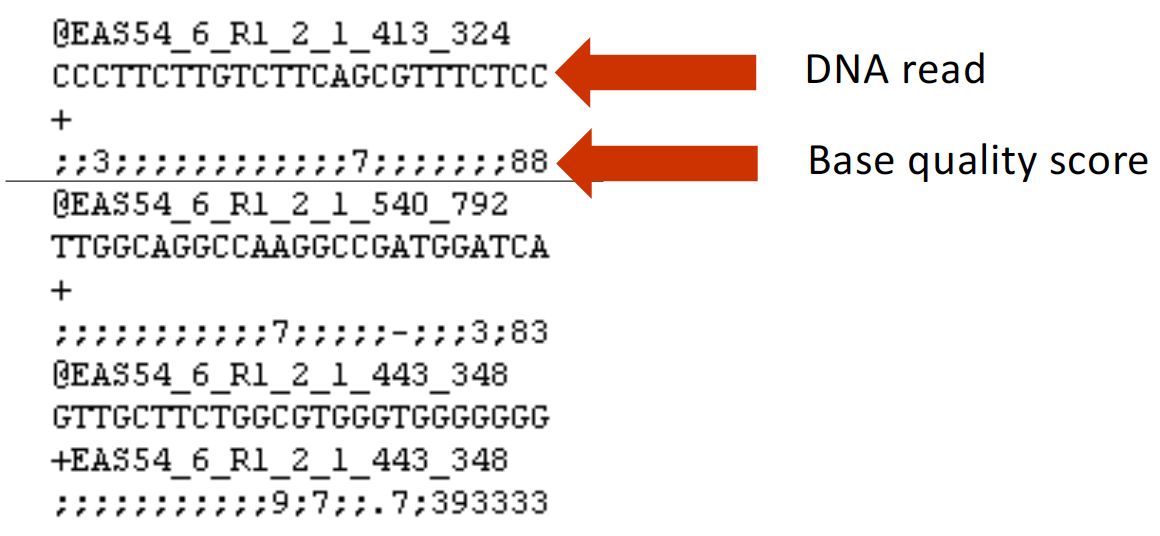 @EAS54_6_R1_2_1_413_324
CCCTTCTTGTCTTCAGCGTTTCTCC
DNA read
+
;;3;;;;;;;;;;;;7;;;;;;;88
Base quality score
@EAS54_6_R1_2_1_540_792
TTGGCAGGCCAAGGCCGATGGATCA
+
;;;;;;;;;;;7;;;;;-;;;3;83
@EAS54_6_R1_2_1_443_348
GTTGCTTCTGGCGTGGGTGGGGGGG
+EAS54_6_R1_2_1_443_348
;;;;;;;;;;;9;7;;.7;393333